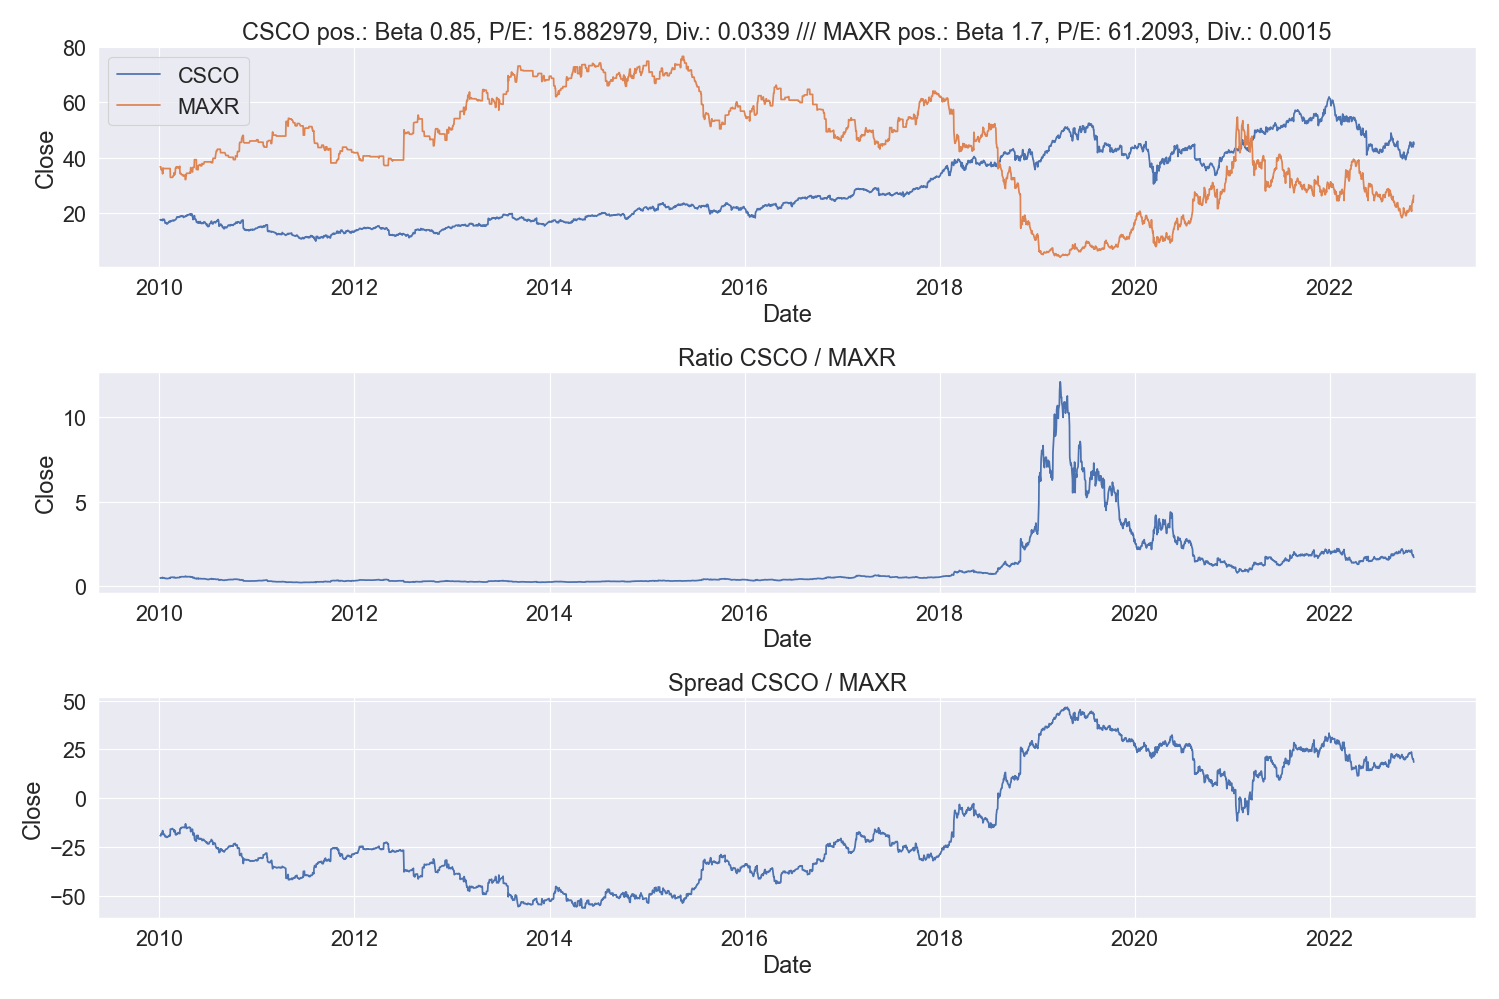 CSCO pos.: Beta 0.85, P/E: 15.882979, Div.: 0.0339 /// MAXR pos.: Beta 1.7, P/E: 61.2093, Div.: 0.0015
CSCO
MAXR
Close
80
60
40
20
2010 2012 2014 2016 2018 2020 2022
Date
Ratio CSCO / MAXR
Close
10
5
0
2010 2012 2014 2016 2018 2020 2022
Date
Spread CSCO / MAXR
Close
50
25
0
−25
−50
2010 2012 2014 2016 2018 2020 2022
Date